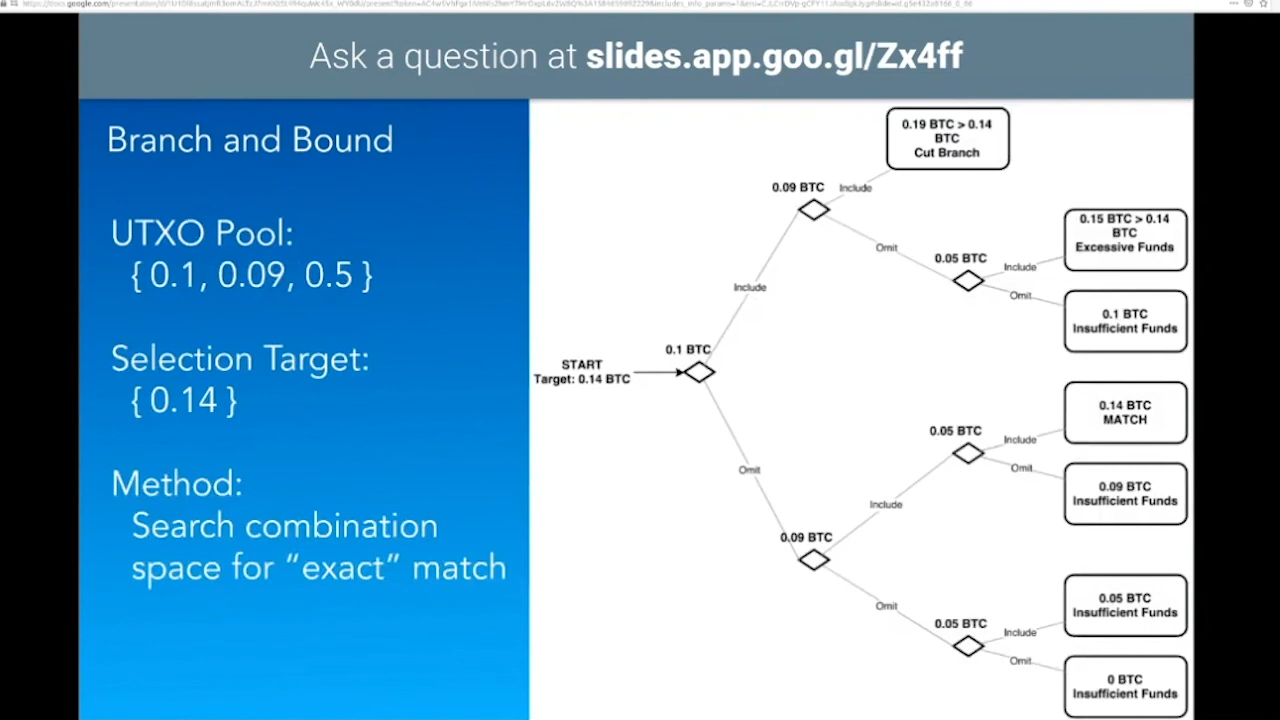 Ask a question at slides.app.goo.gl/Zx4ff
Branch and Bound
UTXO Pool:
{ 0.1, 0.09, 0.5 }
Selection Target:
{ 0.14 }
Method:
Search combination
space for “exact” match
START
Target: 0.14 BTC
0.1 BTC
Include
Omit
0.09 BTC
Include
0.19 BTC > 0.14
BTC
Cut Branch
Omit
0.05 BTC
Include
0.15 BTC > 0.14
BTC
Excessive Funds
Omit
0.1 BTC
Insufficient Funds
0.09 BTC
Include
0.05 BTC
Include
0.14 BTC
MATCH
Omit
0.09 BTC
Insufficient Funds
Omit
0.05 BTC
Include
0.05 BTC
Insufficient Funds
Omit
0 BTC
Insufficient Funds